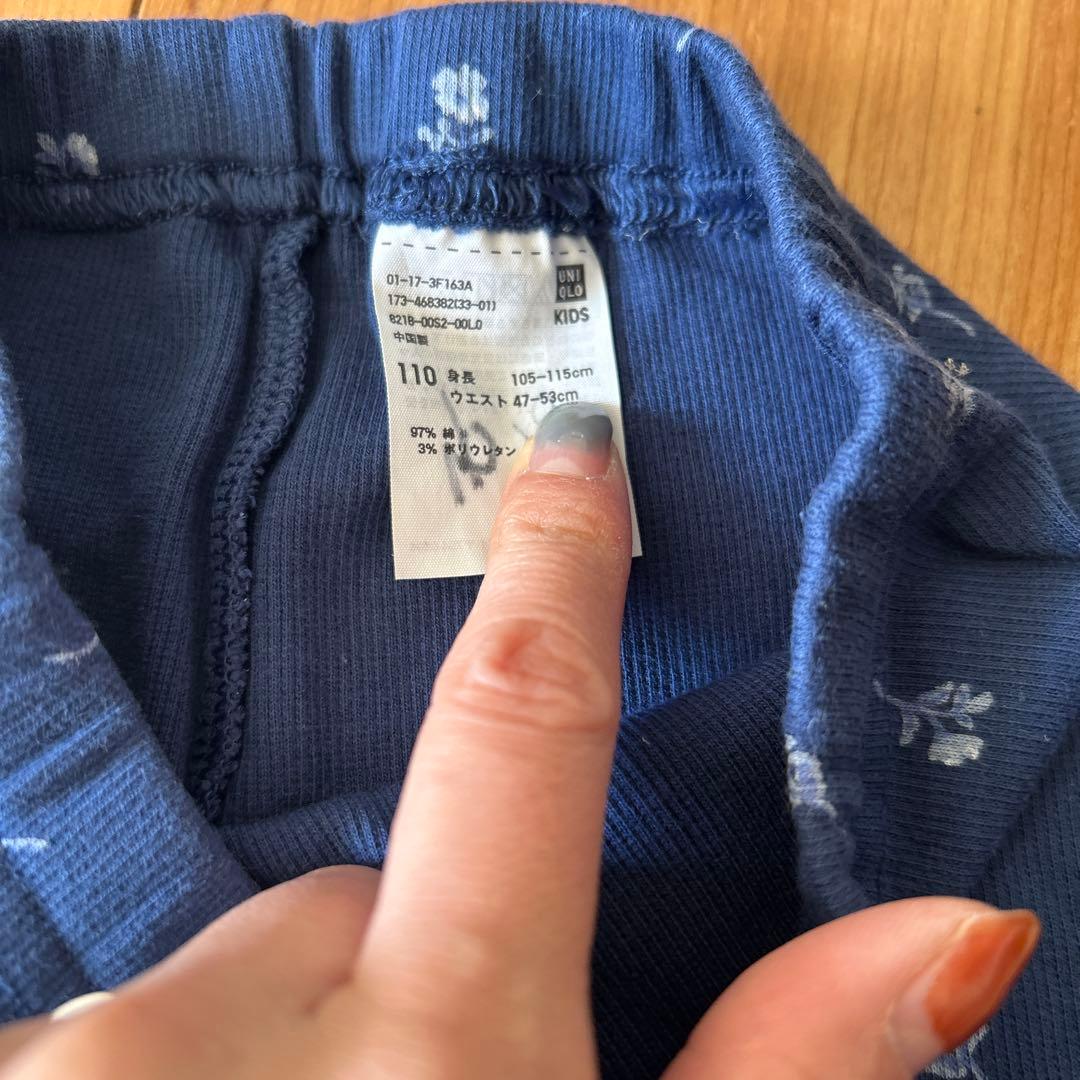 01-17-3F163A
173-468382(33-01)
821B-00S2-00L0
中国製
UNI
QLO
KIDS
110 身長 105-115cm
ウエスト 47-53cm
97% 綿
3% ポリウレタン